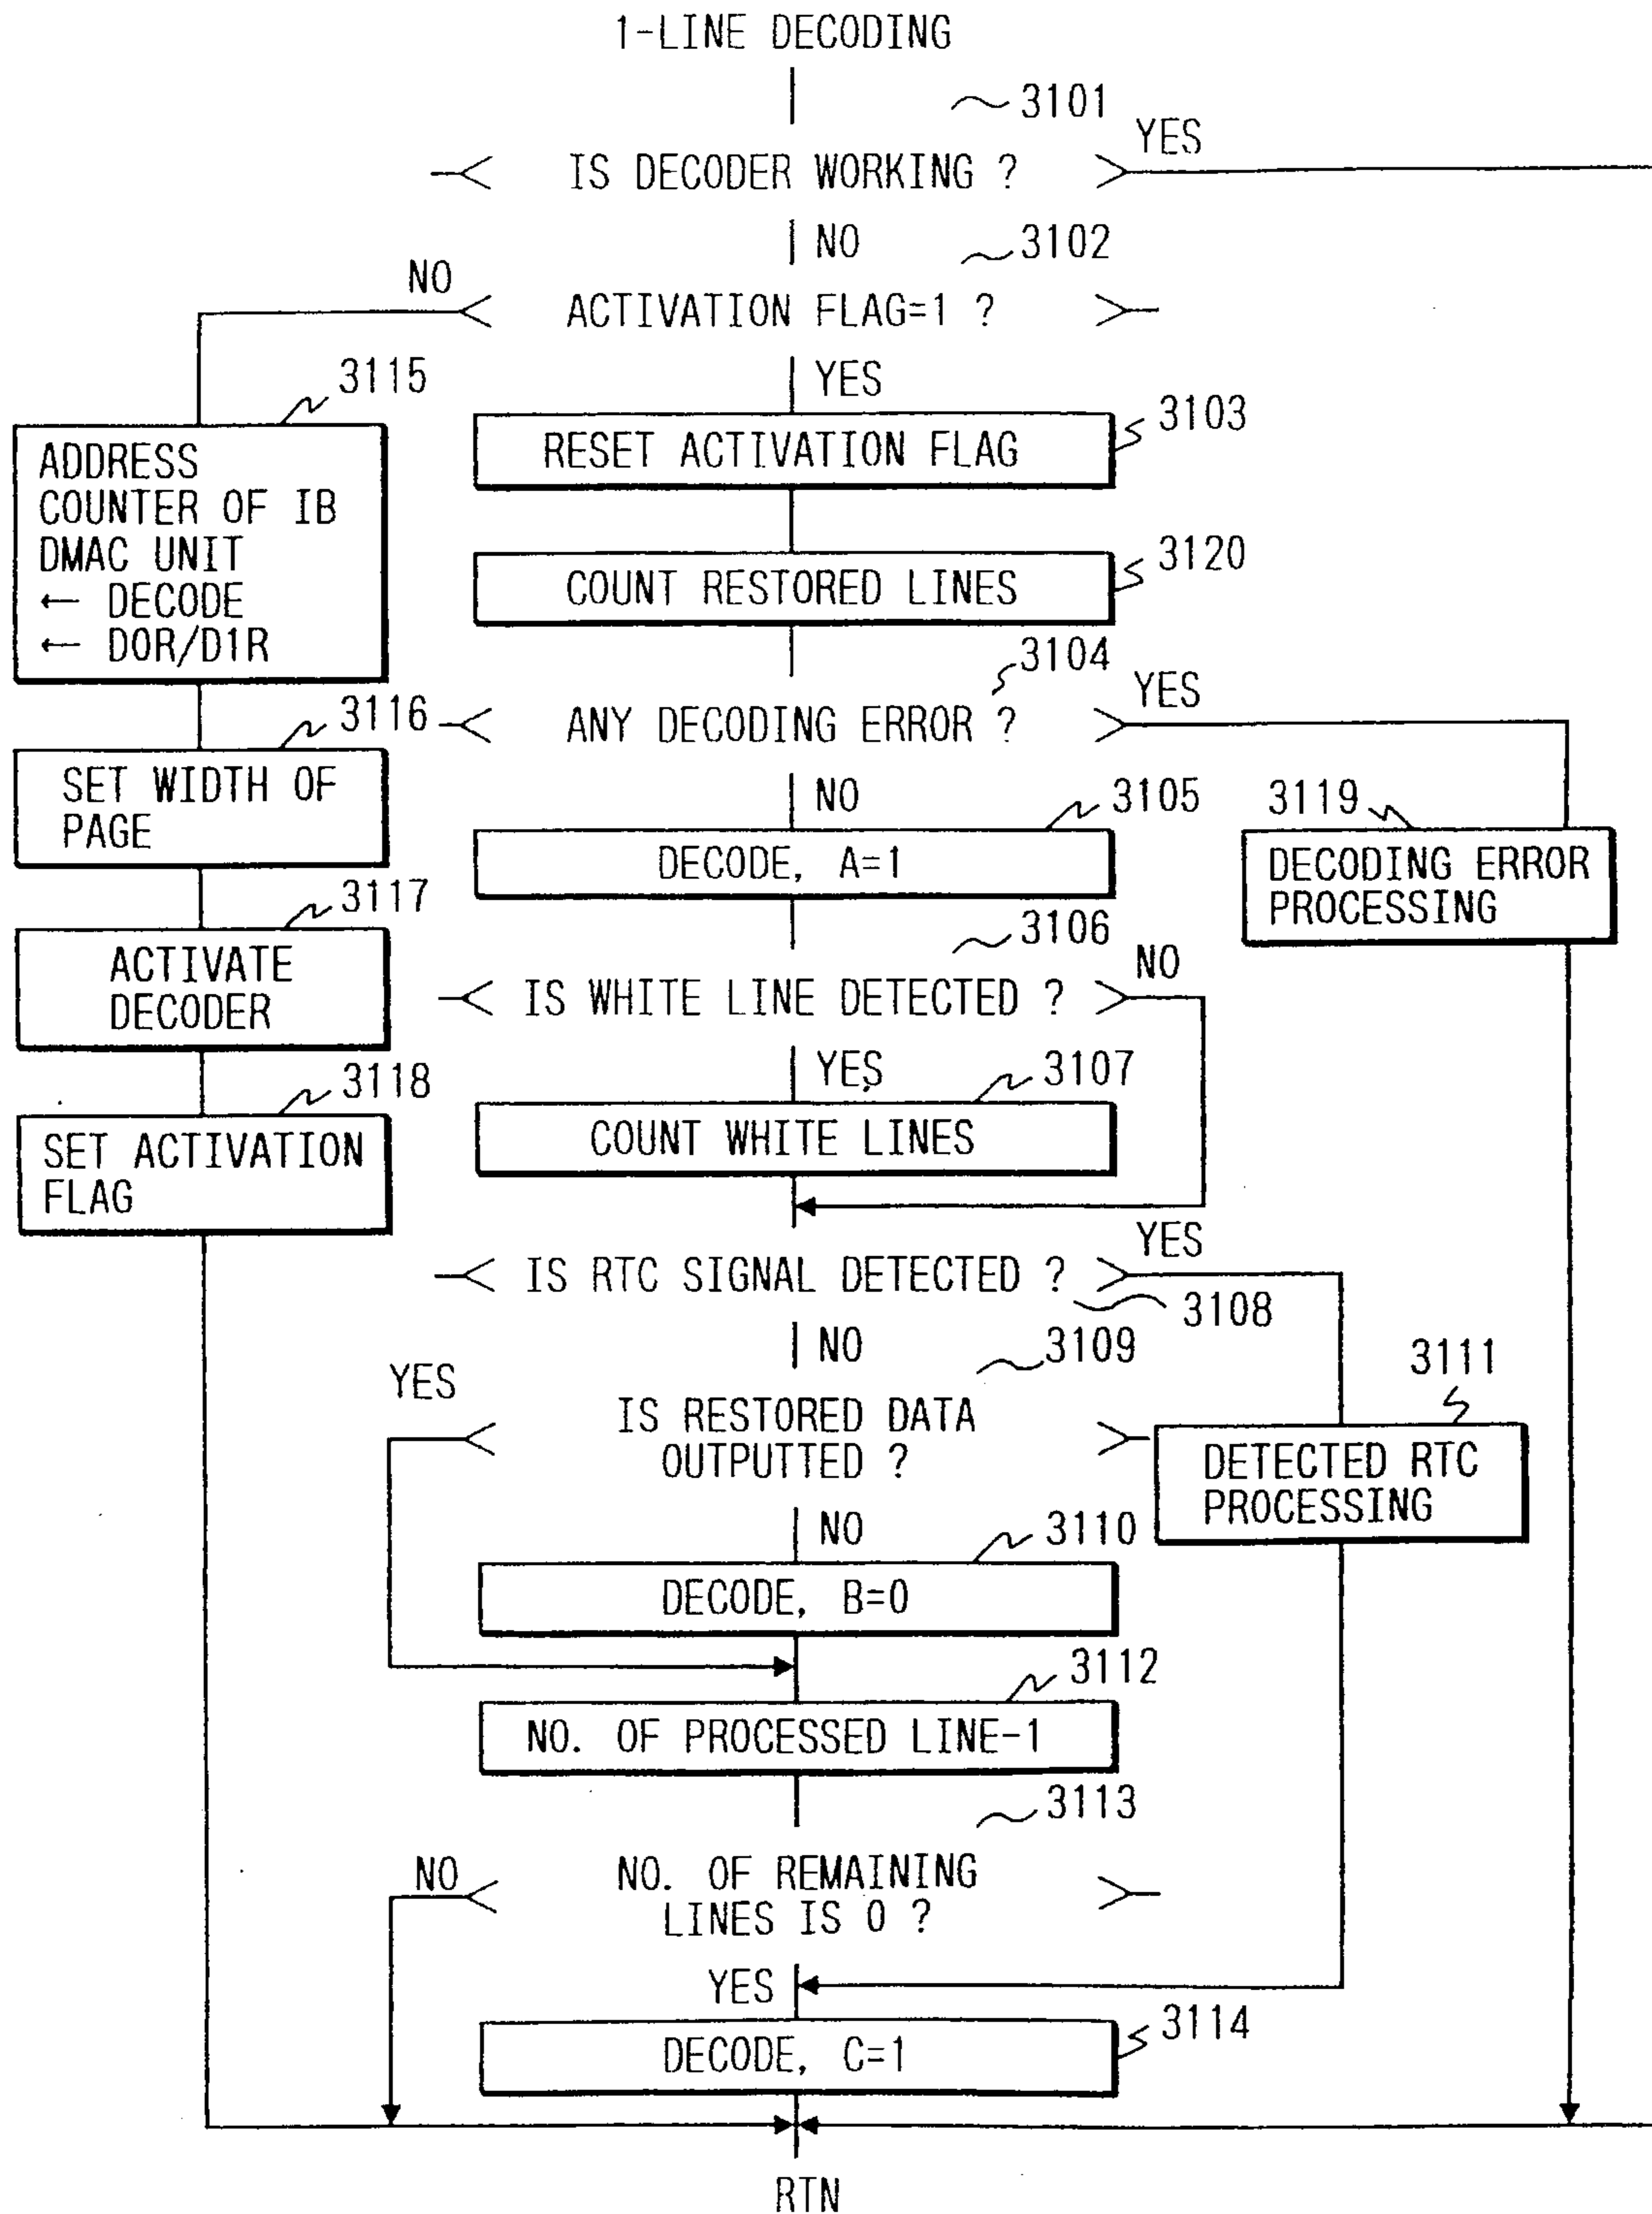 1-LINE DECODING
3101
IS DECODER WORKING ?
YES
NO
3102
NO
ACTIVATION FLAG=1 ?
YES
3115
ADDRESS
COUNTER OF IB
DMAC UNIT
← DECODE
← D0R/D1R
3103
RESET ACTIVATION FLAG
3120
COUNT RESTORED LINES
3104
ANY DECODING ERROR ?
YES
3116
SET WIDTH OF
PAGE
NO
3105
DECODE, A=1
3119
DECODING ERROR
PROCESSING
3117
ACTIVATE
DECODER
3106
IS WHITE LINE DETECTED ?
NO
YES
3107
COUNT WHITE LINES
3118
SET ACTIVATION
FLAG
IS RTC SIGNAL DETECTED ?
YES
3108
NO
3109
YES
IS RESTORED DATA
OUTPUTTED ?
3111
DETECTED RTC
PROCESSING
NO
3110
DECODE, B=0
3112
NO. OF PROCESSED LINE-1
3113
NO
NO. OF REMAINING
LINES IS 0 ?
YES
3114
DECODE, C=1
RTN